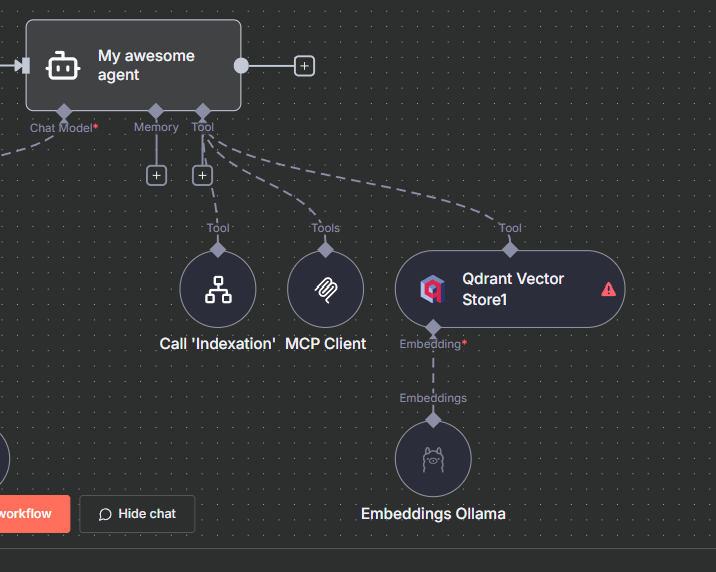 My awesome
agent
Chat Model*
Memory
Tool
Tool
Tools
Tool
Qdrant Vector
Store1
Call 'Indexation'
MCP Client
Embedding*
Embeddings
workflow
Hide chat
Embeddings Ollama